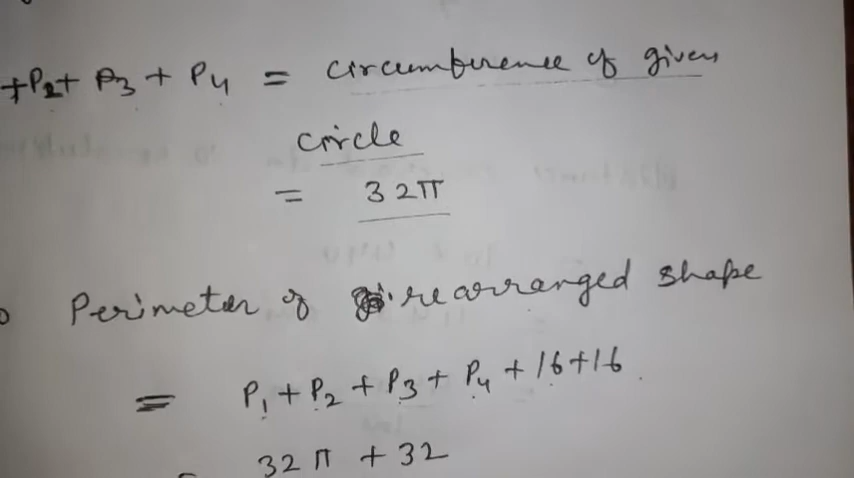 +P2+ P3 + P4 = circumference of given
circle
= 32π
Perimeter of rearranged shape
= P1 + P2 + P3 + P4 + 16+16
32π + 32